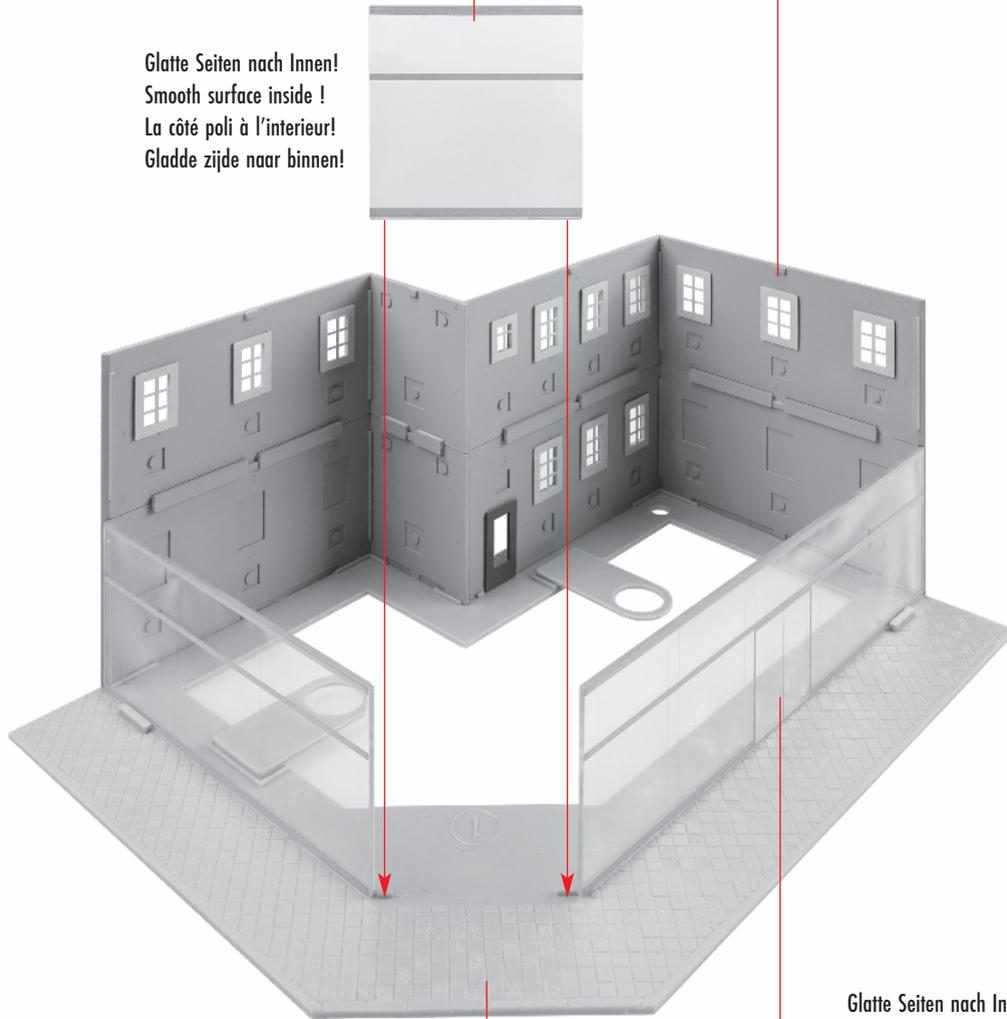 Glatte Seiten nach Innen!
Smooth surface inside !
La côté poli à l'interieur!
Gladde zijde naar binnen!
1
Glatte Seiten nach In